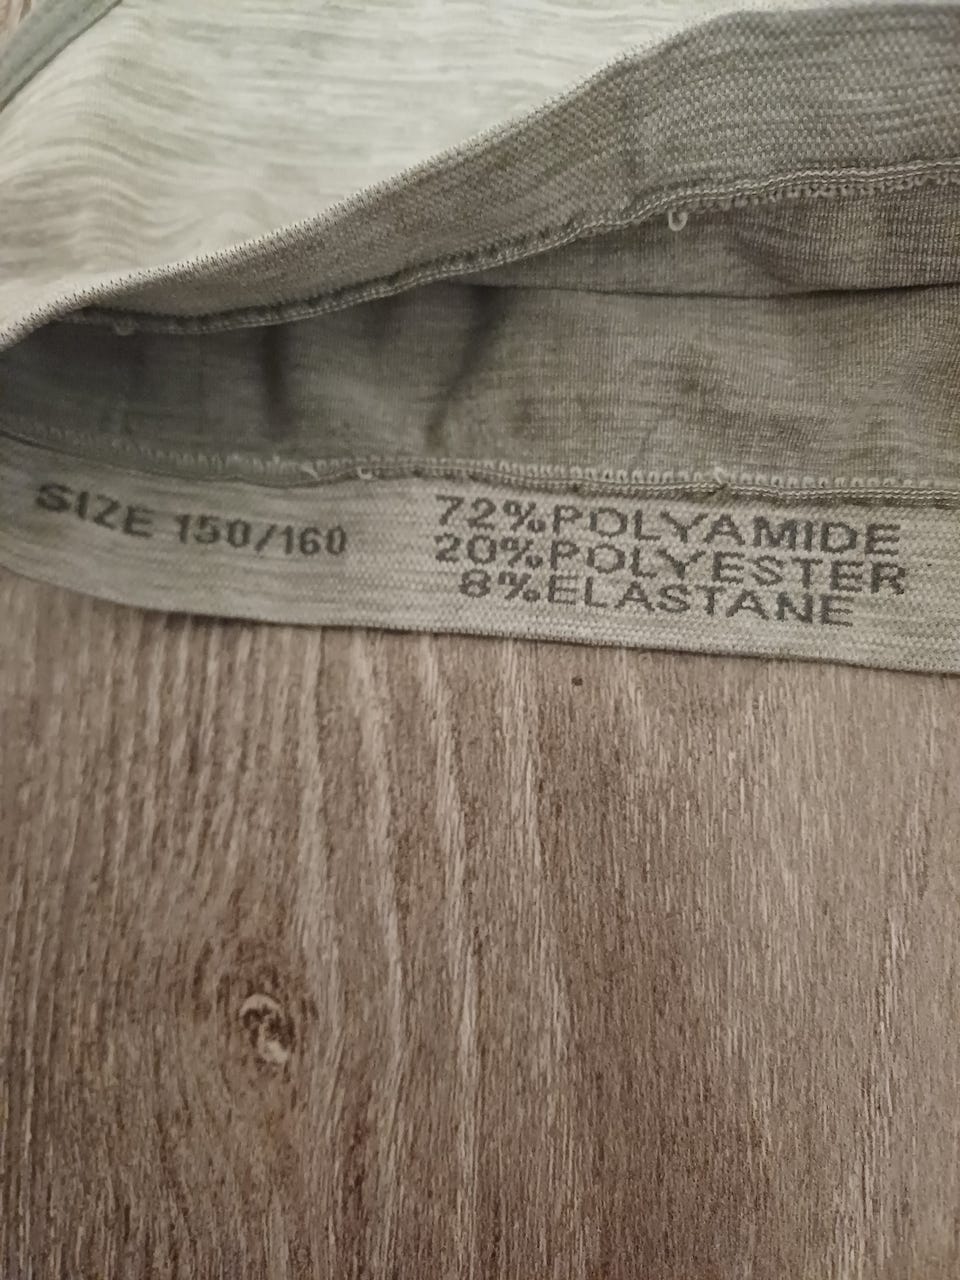 SIZE 150/160
72%POLYAMIDE
20%POLYESTER
8%ELASTANE